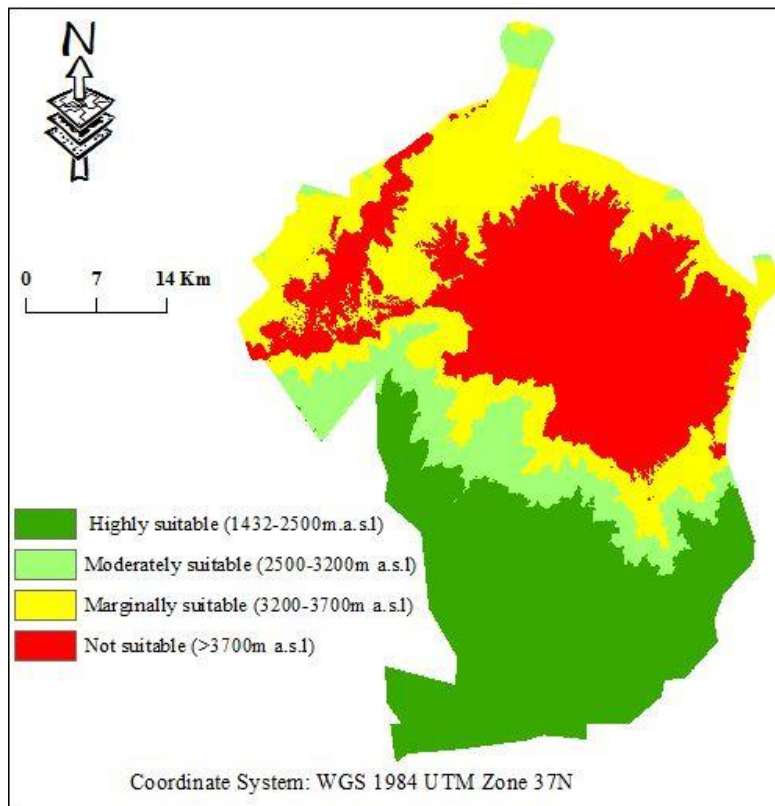 N
0 7 14 Km
Highly suitable (1432-2500m.a.s.l)
Moderately suitable (2500-3200m a.s.l)
Marginally suitable (3200-3700m a.s.l)
Not suitable (>3700m a.s.l)
Coordinate System: WGS 1984 UTM Zone 37N